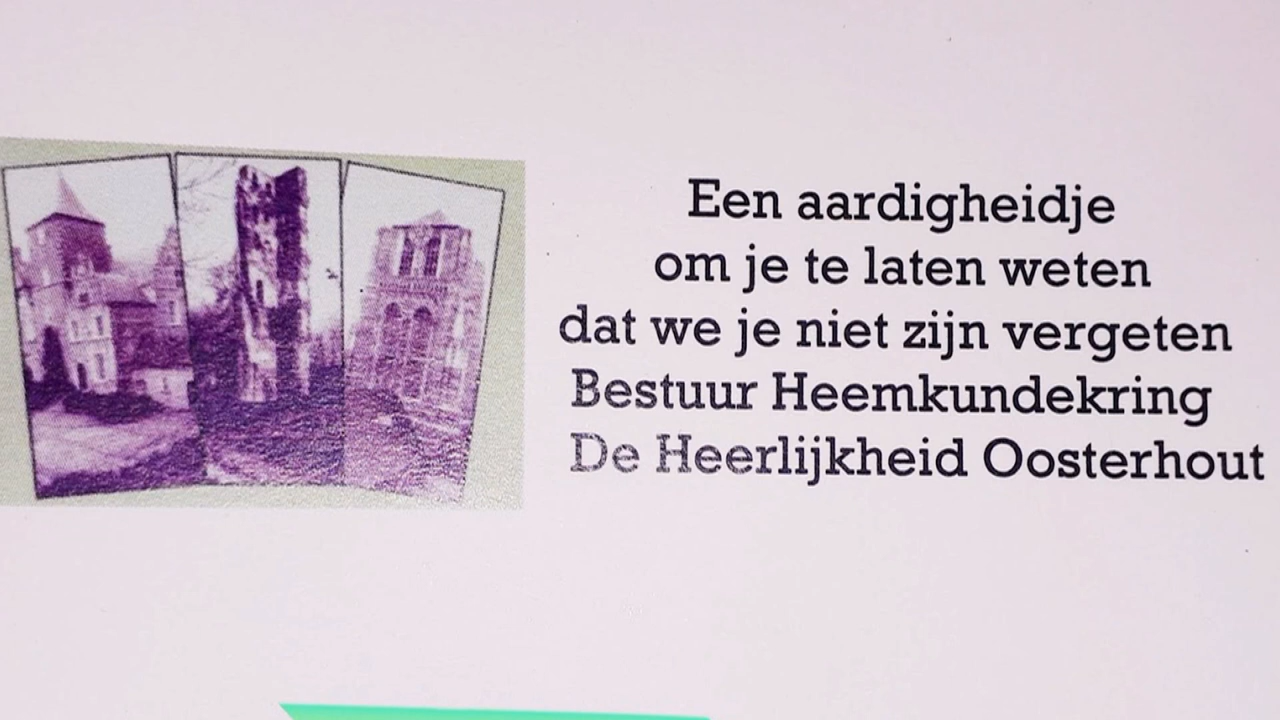 Een aardigheidje
om je te laten weten
dat we je niet zijn vergeten
Bestuur Heemkundekring
De Heerlijkheid Oosterhout